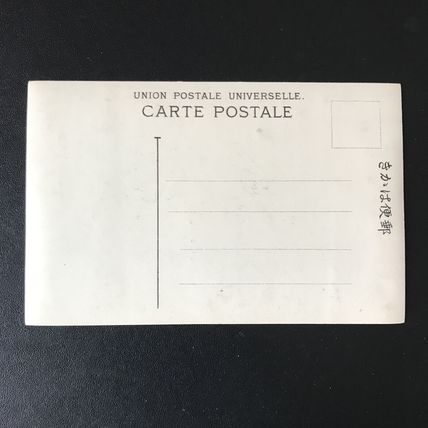 UNION POSTALE UNIVERSELLE.
CARTE POSTALE
郵便はかき